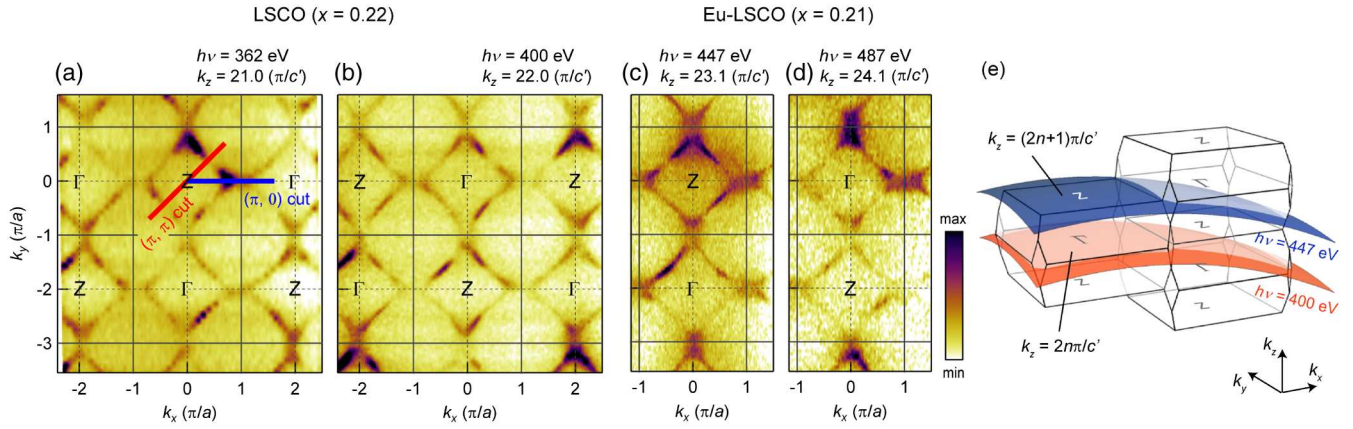 LSCO (x = 0.22)
Eu-LSCO (x = 0.21)
(a)
hν = 362 eV
kz = 21.0 (π/c')
(b)
hν = 400 eV
kz = 22.0 (π/c')
(c)
hν = 447 eV
kz = 23.1 (π/c')
(d)
hν = 487 eV
kz = 24.1 (π/c')
(e)
1
0
-1
-2
-3
ky (π/a)
Γ
Z
Γ
(π, π) cut
(π, 0) cut
Z
Γ
Z
-2 -1 0 1 2
kx (π/a)
Z
Γ
Z
Γ
Z
Γ
-2 -1 0 1 2
kx (π/a)
Z
Γ
-1 0 1
kx (π/a)
Γ
Z
-1 0 1
kx (π/a)
max
min
kz = (2n+1)π/c'
Z
Γ
Z
Z
Γ
Z
Γ
Z
hν = 447 eV
hν = 400 eV
kz = 2nπ/c'
kz
ky
kx